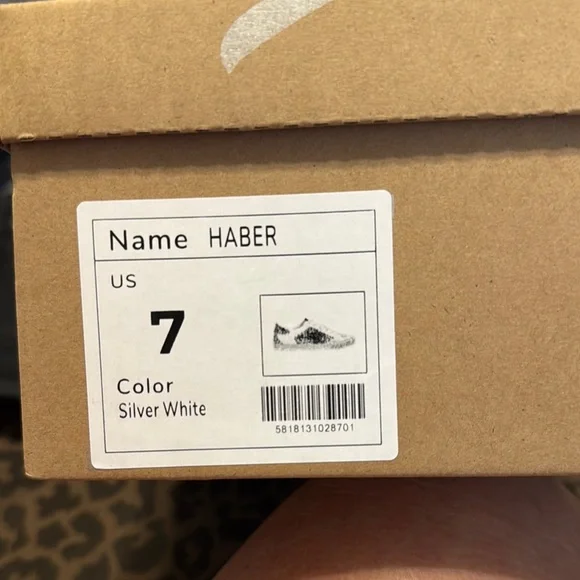 Name HABER
US
7
Color
Silver White
5818131028701